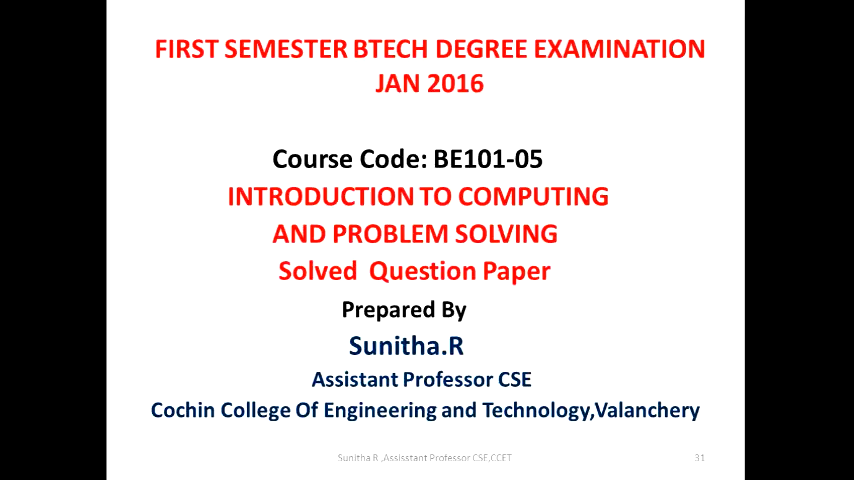 FIRST SEMESTER BTECH DEGREE EXAMINATION
JAN 2016
Course Code: BE101-05
INTRODUCTION TO COMPUTING
AND PROBLEM SOLVING
Solved Question Paper
Prepared By
Sunitha.R
Assistant Professor CSE
Cochin College Of Engineering and Technology,Valanchery
Sunitha R ,Assisstant Professor CSE,CCET 31